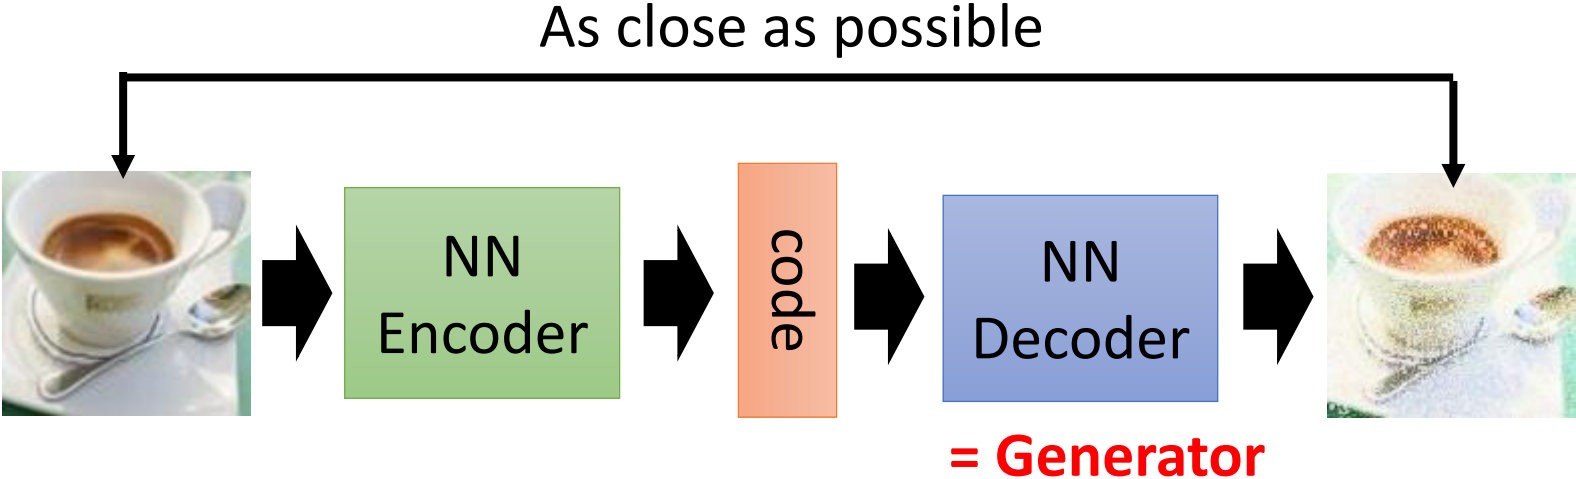 As close as possible
NN
Encoder
code
NN
Decoder
= Generator